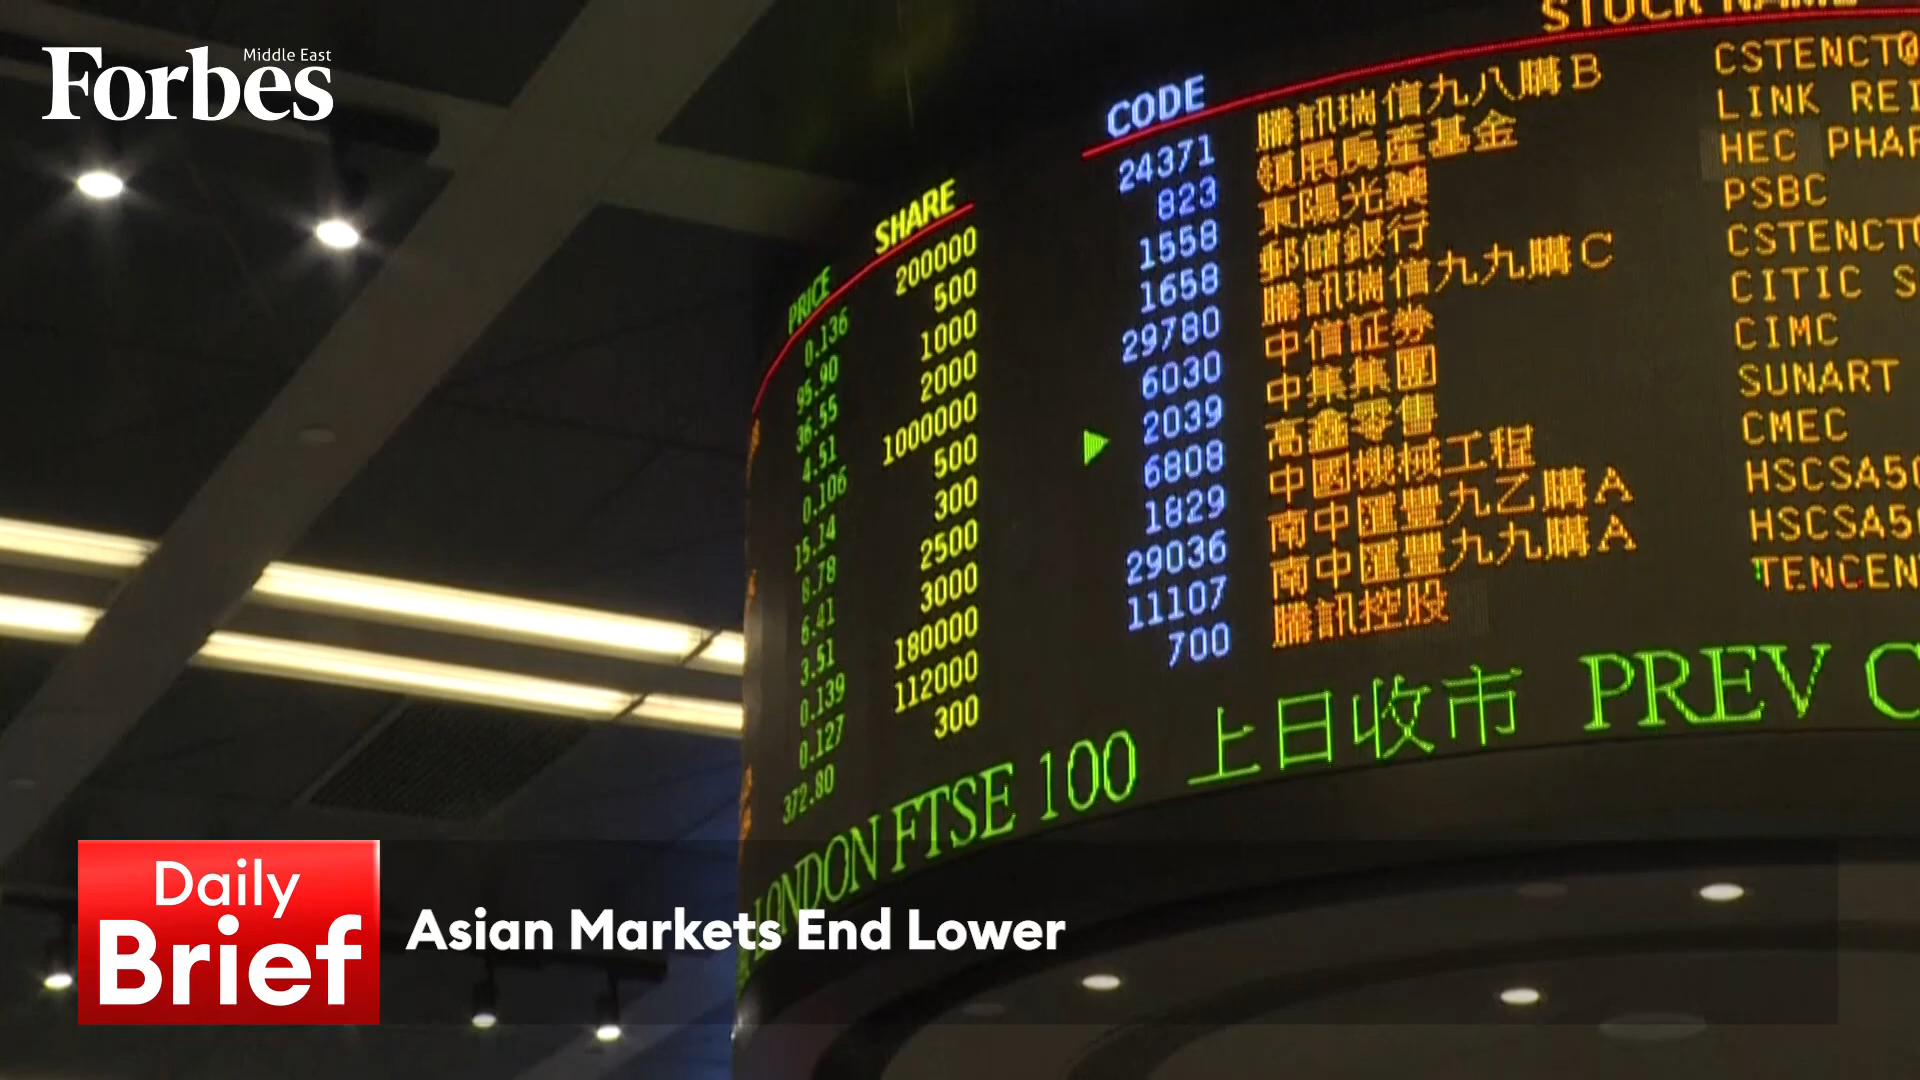 Forbes
Middle East
STOCK NAME
PRICE SHARE CODE
0.136 200000 24371 騰訊瑞信九八購B CSTENCT@
95.90 500 823 領展房產基金 LINK REI
36.55 1000 1558 東陽光藥 HEC PHAR
4.51 2000 1658 郵儲銀行 PSBC
0.106 1000000 29780 騰訊瑞信九九購C CSTENCT@
15.14 500 6030 中信証券 CITIC S
8.78 300 2039 中集集團 CIMC
6.41 2500 6808 高鑫零售 SUNART
3.51 3000 1829 中國機械工程 CMEC
0.139 180000 29036 南中匯豐九乙購A HSCSA50
0.127 112000 11107 南中匯豐九九購A HSCSA50
372.80 300 700 騰訊控股 TENCEN
LONDON FTSE 100 上日收市 PREV C
Daily
Brief
Asian Markets End Lower